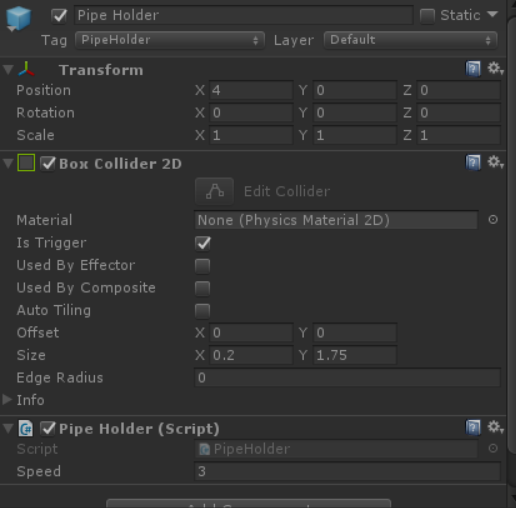 Pipe Holder Static
Tag PipeHolder Layer Default
Transform
Position X 4 Y 0 Z 0
Rotation X 0 Y 0 Z 0
Scale X 1 Y 1 Z 1
Box Collider 2D
Edit Collider
Material None (Physics Material 2D)
Is Trigger
Used By Effector
Used By Composite
Auto Tiling
Offset X 0 Y 0
Size X 0.2 Y 1.75
Edge Radius 0
Info
Pipe Holder (Script)
Script PipeHolder
Speed 3
Add Component